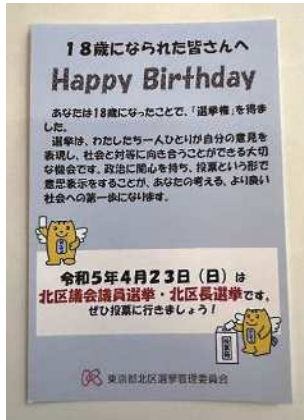 18歳になられた皆さんへ
Happy Birthday
あなたは18歳になったことで、「選挙権」を得ま
した。
選挙は、わたしたち一人ひとりが自分の意見を
表現し、社会と対等に向き合うことができる大切
な機会です。政治に関心を持ち、投票という形で
意思表示をすることが、あなたの考える、より良い
社会への第一歩になります。
令和5年4月23日（日）は
北区議会議員選挙・北区長選挙です。
ぜひ投票に行きましょう！
東京都北区選挙管理委員会